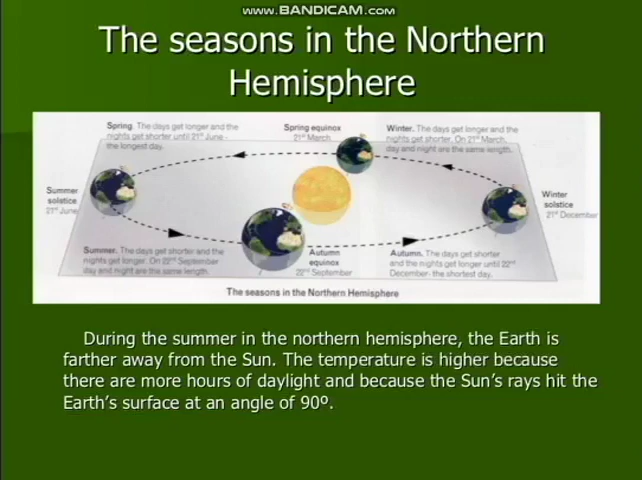 www.BANDICAM.com
The seasons in the Northern
Hemisphere
Spring. The days get longer and the
nights get shorter until 21st June -
the longest day.
Spring equinox
21st March
Winter. The days get longer and the
nights get shorter. On 21st March,
day and night are the same length.
Summer
solstice
21st June
Winter
solstice
21st December
Summer. The days get shorter and the
nights get longer. On 22nd September
day and night are the same length.
Autumn
equinox
22nd September
Autumn. The days get shorter
and the nights get longer until 22nd
December- the shortest day.
The seasons in the Northern Hemisphere
During the summer in the northern hemisphere, the Earth is
farther away from the Sun. The temperature is higher because
there are more hours of daylight and because the Sun's rays hit the
Earth's surface at an angle of 90º.